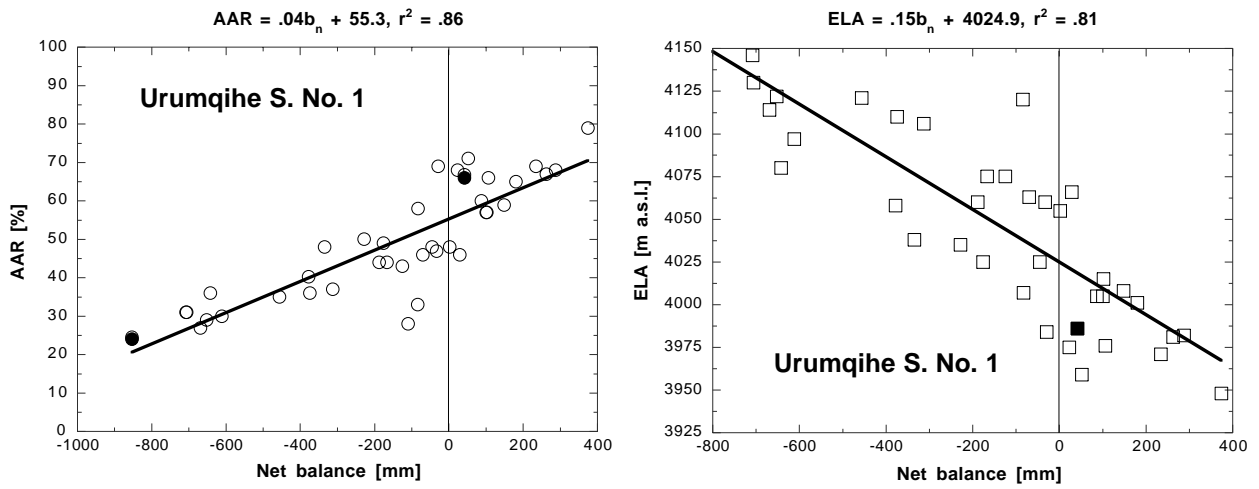 AAR = .04bn + 55.3, r2 = .86
100
90
80
70
60
50
40
30
20
10
0
AAR [%]
Urumqihe S. No. 1
-1000 -800 -600 -400 -200 0 200 400
Net balance [mm]
ELA = .15bn + 4024.9, r2 = .81
4150
4125
4100
4075
4050
4025
4000
3975
3950
3925
ELA [m a.s.l.]
Urumqihe S. No. 1
-800 -600 -400 -200 0 200 400
Net balance [mm]